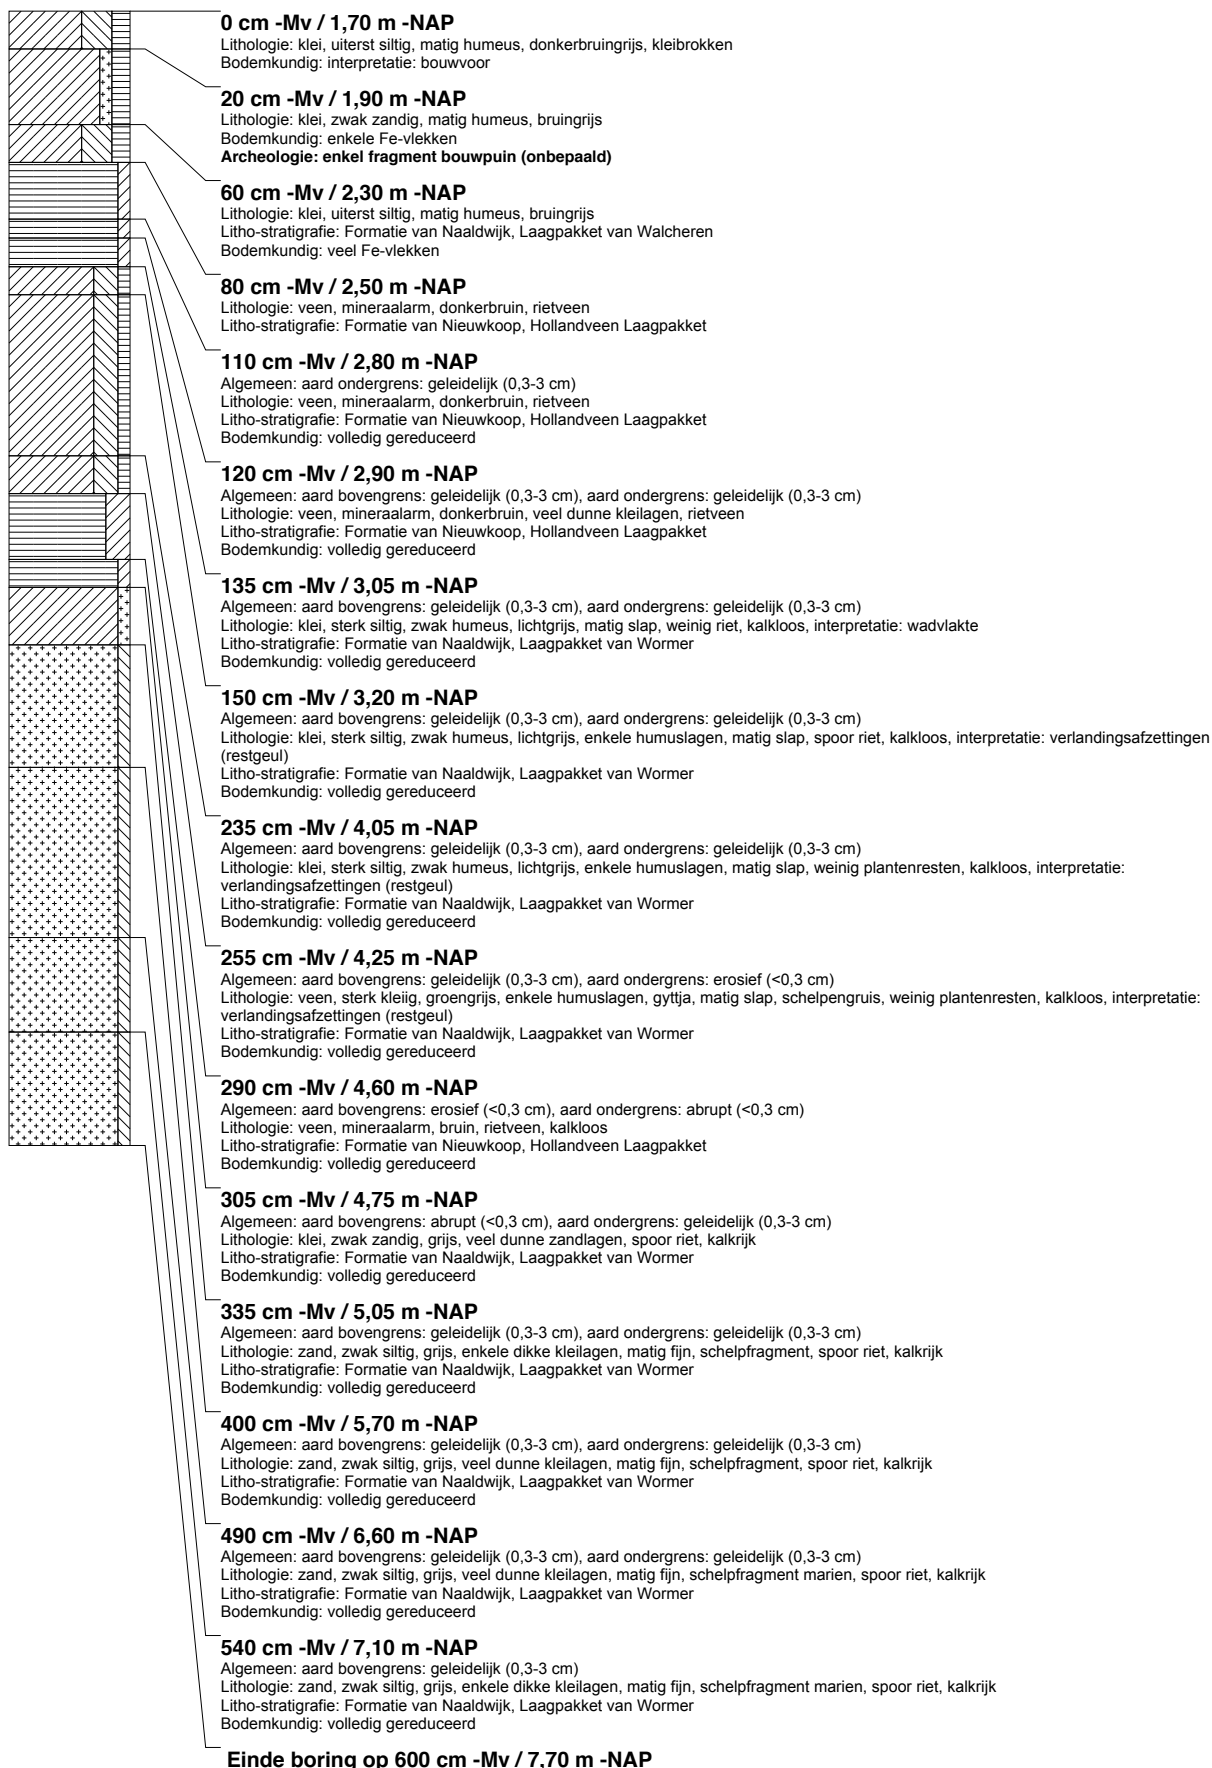 0 cm -Mv / 1,70 m -NAP
Lithologie: klei, uiterst siltig, matig humeus, donkerbruingrijs, kleibrokken
Bodemkundig: interpretatie: bouwvoor
20 cm -Mv / 1,90 m -NAP
Lithologie: klei, zwak zandig, matig humeus, bruingrijs
Bodemkundig: enkele Fe-vlekken
Archeologie: enkel fragment bouwpuin (onbepaald)
60 cm -Mv / 2,30 m -NAP
Lithologie: klei, uiterst siltig, matig humeus, bruingrijs
Litho-stratigrafie: Formatie van Naaldwijk, Laagpakket van Walcheren
Bodemkundig: veel Fe-vlekken
80 cm -Mv / 2,50 m -NAP
Lithologie: veen, mineraalarm, donkerbruin, rietveen
Litho-stratigrafie: Formatie van Nieuwkoop, Hollandveen Laagpakket
110 cm -Mv / 2,80 m -NAP
Algemeen: aard ondergrens: geleidelijk (0,3-3 cm)
Lithologie: veen, mineraalarm, donkerbruin, rietveen
Litho-stratigrafie: Formatie van Nieuwkoop, Hollandveen Laagpakket
Bodemkundig: volledig gereduceerd
120 cm -Mv / 2,90 m -NAP
Algemeen: aard bovengrens: geleidelijk (0,3-3 cm), aard ondergrens: geleidelijk (0,3-3 cm)
Lithologie: veen, mineraalarm, donkerbruin, veel dunne kleilagen, rietveen
Litho-stratigrafie: Formatie van Nieuwkoop, Hollandveen Laagpakket
Bodemkundig: volledig gereduceerd
135 cm -Mv / 3,05 m -NAP
Algemeen: aard bovengrens: geleidelijk (0,3-3 cm), aard ondergrens: geleidelijk (0,3-3 cm)
Lithologie: klei, sterk siltig, zwak humeus, lichtgrijs, matig slap, weinig riet, kalkloos, interpretatie: wadvlakte
Litho-stratigrafie: Formatie van Naaldwijk, Laagpakket van Wormer
Bodemkundig: volledig gereduceerd
150 cm -Mv / 3,20 m -NAP
Algemeen: aard bovengrens: geleidelijk (0,3-3 cm), aard ondergrens: geleidelijk (0,3-3 cm)
Lithologie: klei, sterk siltig, zwak humeus, lichtgrijs, enkele humuslagen, matig slap, spoor riet, kalkloos, interpretatie: verlandingsafzettingen
(restgeul)
Litho-stratigrafie: Formatie van Naaldwijk, Laagpakket van Wormer
Bodemkundig: volledig gereduceerd
235 cm -Mv / 4,05 m -NAP
Algemeen: aard bovengrens: geleidelijk (0,3-3 cm), aard ondergrens: geleidelijk (0,3-3 cm)
Lithologie: klei, sterk siltig, zwak humeus, lichtgrijs, enkele humuslagen, matig slap, weinig plantenresten, kalkloos, interpretatie:
verlandingsafzettingen (restgeul)
Litho-stratigrafie: Formatie van Naaldwijk, Laagpakket van Wormer
Bodemkundig: volledig gereduceerd
255 cm -Mv / 4,25 m -NAP
Algemeen: aard bovengrens: geleidelijk (0,3-3 cm), aard ondergrens: erosief (<0,3 cm)
Lithologie: veen, sterk kleiig, groengrijs, enkele humuslagen, gyttja, matig slap, schelpengruis, weinig plantenresten, kalkloos, interpretatie:
verlandingsafzettingen (restgeul)
Litho-stratigrafie: Formatie van Naaldwijk, Laagpakket van Wormer
Bodemkundig: volledig gereduceerd
290 cm -Mv / 4,60 m -NAP
Algemeen: aard bovengrens: erosief (<0,3 cm), aard ondergrens: abrupt (<0,3 cm)
Lithologie: veen, mineraalarm, bruin, rietveen, kalkloos
Litho-stratigrafie: Formatie van Nieuwkoop, Hollandveen Laagpakket
Bodemkundig: volledig gereduceerd
305 cm -Mv / 4,75 m -NAP
Algemeen: aard bovengrens: abrupt (<0,3 cm), aard ondergrens: geleidelijk (0,3-3 cm)
Lithologie: klei, zwak zandig, grijs, veel dunne zandlagen, spoor riet, kalkrijk
Litho-stratigrafie: Formatie van Naaldwijk, Laagpakket van Wormer
Bodemkundig: volledig gereduceerd
335 cm -Mv / 5,05 m -NAP
Algemeen: aard bovengrens: geleidelijk (0,3-3 cm), aard ondergrens: geleidelijk (0,3-3 cm)
Lithologie: zand, zwak siltig, grijs, enkele dikke kleilagen, matig fijn, schelpfragment, spoor riet, kalkrijk
Litho-stratigrafie: Formatie van Naaldwijk, Laagpakket van Wormer
Bodemkundig: volledig gereduceerd
400 cm -Mv / 5,70 m -NAP
Algemeen: aard bovengrens: geleidelijk (0,3-3 cm), aard ondergrens: geleidelijk (0,3-3 cm)
Lithologie: zand, zwak siltig, grijs, veel dunne kleilagen, matig fijn, schelpfragment, spoor riet, kalkrijk
Litho-stratigrafie: Formatie van Naaldwijk, Laagpakket van Wormer
Bodemkundig: volledig gereduceerd
490 cm -Mv / 6,60 m -NAP
Algemeen: aard bovengrens: geleidelijk (0,3-3 cm), aard ondergrens: geleidelijk (0,3-3 cm)
Lithologie: zand, zwak siltig, grijs, veel dunne kleilagen, matig fijn, schelpfragment marien, spoor riet, kalkrijk
Litho-stratigrafie: Formatie van Naaldwijk, Laagpakket van Wormer
Bodemkundig: volledig gereduceerd
540 cm -Mv / 7,10 m -NAP
Algemeen: aard bovengrens: geleidelijk (0,3-3 cm)
Lithologie: zand, zwak siltig, grijs, enkele dikke kleilagen, matig fijn, schelpfragment marien, spoor riet, kalkrijk
Litho-stratigrafie: Formatie van Naaldwijk, Laagpakket van Wormer
Bodemkundig: volledig gereduceerd
Einde boring op 600 cm -Mv / 7,70 m -NAP